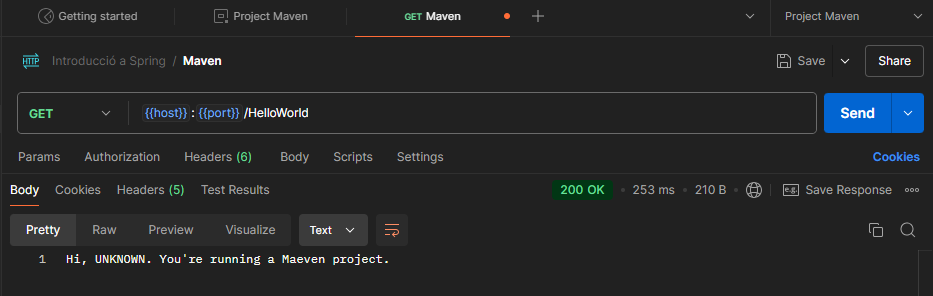 Getting started
Project Maven
GET Maven
Project Maven
HTTP Introducció a Spring / Maven
Save
Share
GET
{{host}} : {{port}} /HelloWorld
Send
Params Authorization Headers (6) Body Scripts Settings
Cookies
Body Cookies Headers (5) Test Results
200 OK • 253 ms • 210 B
e.g. Save Response
Pretty Raw Preview Visualize Text
1 Hi, UNKNOWN. You're running a Maeven project.